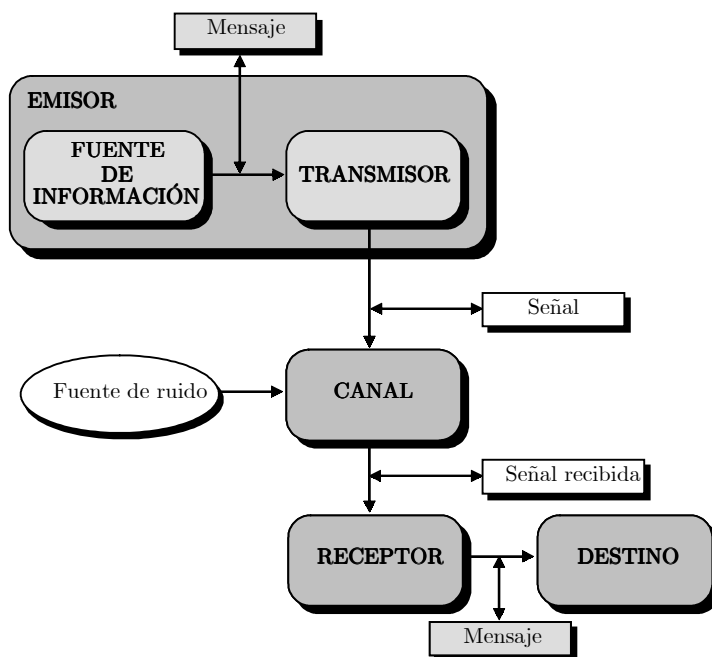 Mensaje
EMISOR
FUENTE
DE
INFORMACIÓN
TRANSMISOR
Señal
Fuente de ruido
CANAL
Señal recibida
RECEPTOR
DESTINO
Mensaje